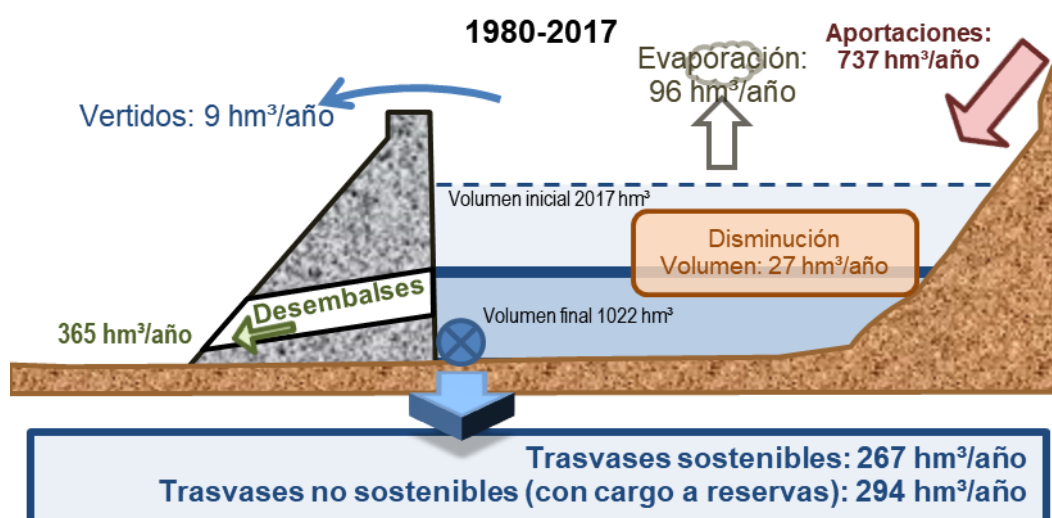 1980-2017
Aportaciones:
737 hm³/año
Evaporación:
96 hm³/año
Vertidos: 9 hm³/año
Volumen inicial 2017 hm³
Disminución
Volumen: 27 hm³/año
Desembalses
Volumen final 1022 hm³
365 hm³/año
Trasvases sostenibles: 267 hm³/año
Trasvases no sostenibles (con cargo a reservas): 294 hm³/año